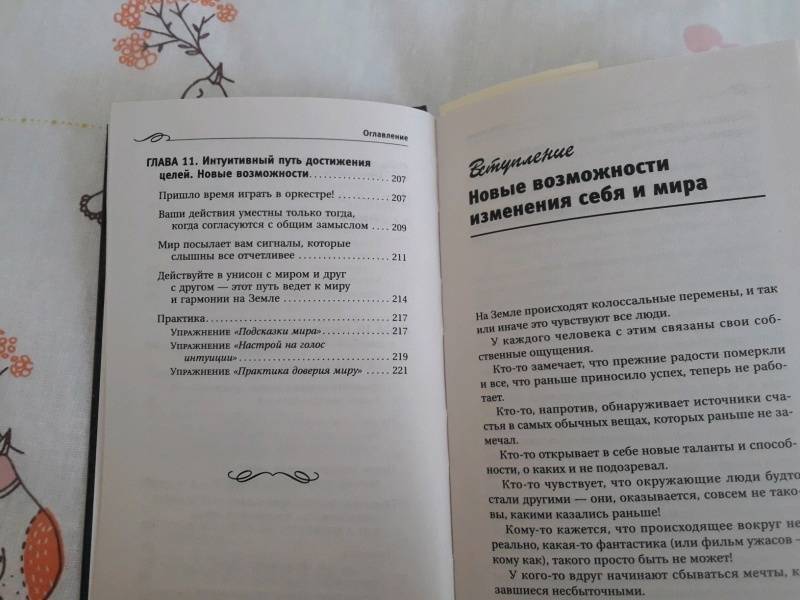 Оглавление
ГЛАВА 11. Интуитивный путь достижения
целей. Новые возможности. . . . . . . . . . . . . . . 207
Пришло время играть в оркестре! . . . . . . . . . . . 207
Ваши действия уместны только тогда,
когда согласуются с общим замыслом . . . . 209
Мир посылает вам сигналы, которые
слышны все отчетливее . . . . . . . . . . . . . . . . . 211
Действуйте в унисон с миром и друг
с другом — этот путь ведет к миру
и гармонии на Земле . . . . . . . . . . . . . . . . . . . . 214
Практика. . . . . . . . . . . . . . . . . . . . . . . . . . . . . . . . . 217
Упражнение «Подсказки мира» . . . . . . . . . . . . 217
Упражнение «Настрой на голос
интуиции» . . . . . . . . . . . . . . . . . . . . . . . . . . . 219
Упражнение «Практика доверия миру» . . . . . 221
Вступление
Новые возможности
изменения себя и мира
На Земле происходят колоссальные перемены, и так
или иначе это чувствуют все люди.
У каждого человека с этим связаны свои соб-
ственные ощущения.
Кто-то замечает, что прежние радости померкли
и все, что раньше приносило успех, теперь не рабо-
тает.
Кто-то, напротив, обнаруживает источники сча-
стья в самых обычных вещах, которых раньше не за-
мечал.
Кто-то открывает в себе новые таланты и способ-
ности, о каких и не подозревал.
Кто-то чувствует, что окружающие люди будто
стали другими — они, оказывается, совсем не тако-
вы, какими казались раньше!
Кому-то кажется, что происходящее вокруг не-
реально, какая-то фантастика (или фильм ужасов –
кому как), такого просто быть не может!
У кого-то вдруг начинают сбываться мечты, к
завшиеся несбыточными.